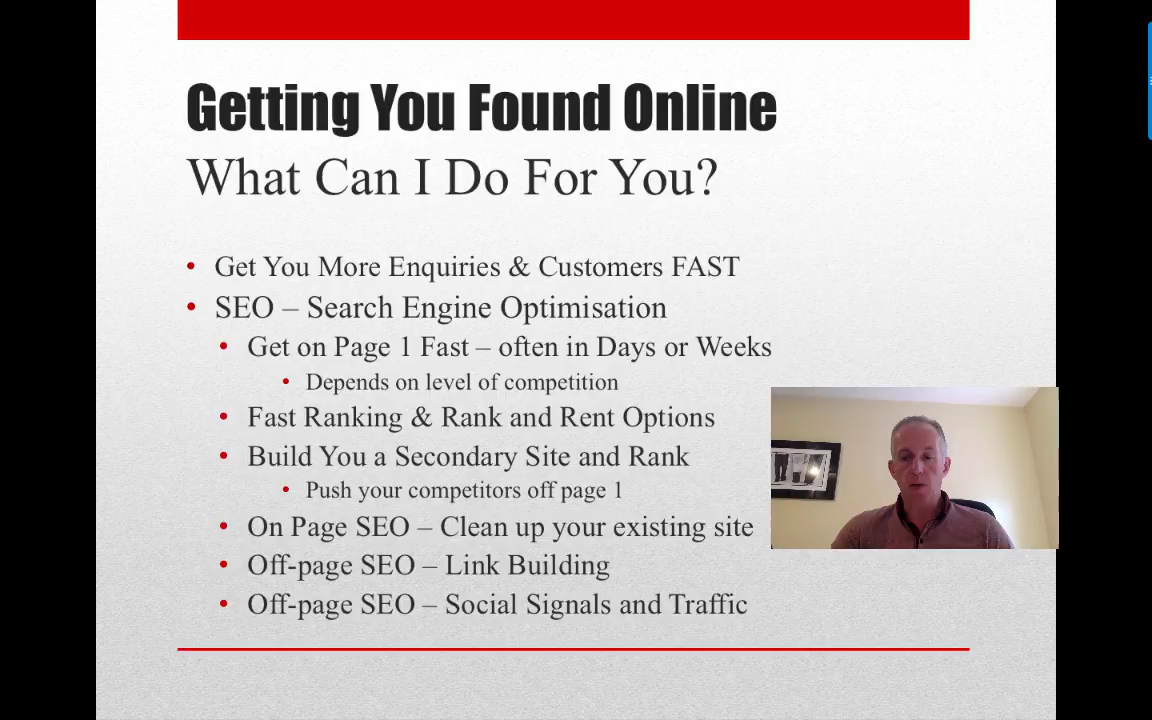 Getting You Found Online
What Can I Do For You?
• Get You More Enquiries & Customers FAST
• SEO – Search Engine Optimisation
• Get on Page 1 Fast – often in Days or Weeks
• Depends on level of competition
• Fast Ranking & Rank and Rent Options
• Build You a Secondary Site and Rank
• Push your competitors off page 1
• On Page SEO – Clean up your existing site
• Off-page SEO – Link Building
• Off-page SEO – Social Signals and Traffic